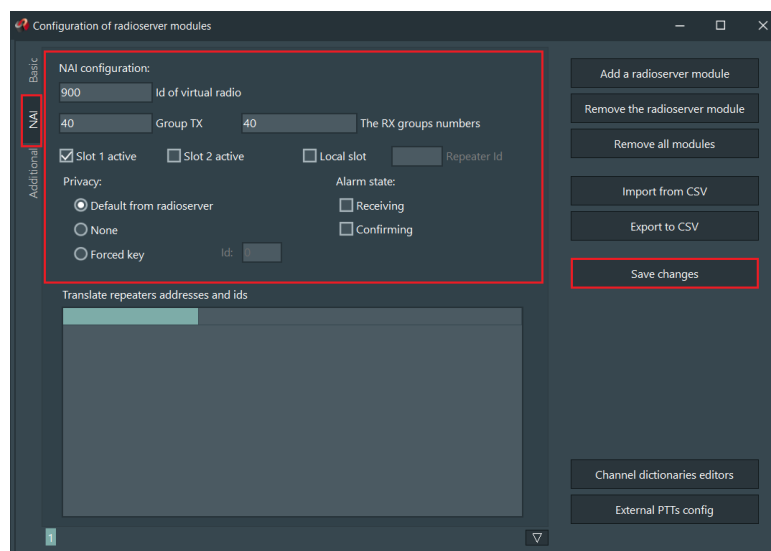 Configuration of radioserver modules
Basic
NAI
Additional
NAI configuration:
900 Id of virtual radio
40 Group TX 40 The RX groups numbers
Slot 1 active Slot 2 active Local slot Repeater Id
Privacy: Alarm state:
Default from radioserver Receiving
None Confirming
Forced key Id: 0
Translate repeaters addresses and ids
1
Add a radioserver module
Remove the radioserver module
Remove all modules
Import from CSV
Export to CSV
Save changes
Channel dictionaries editors
External PTTs config